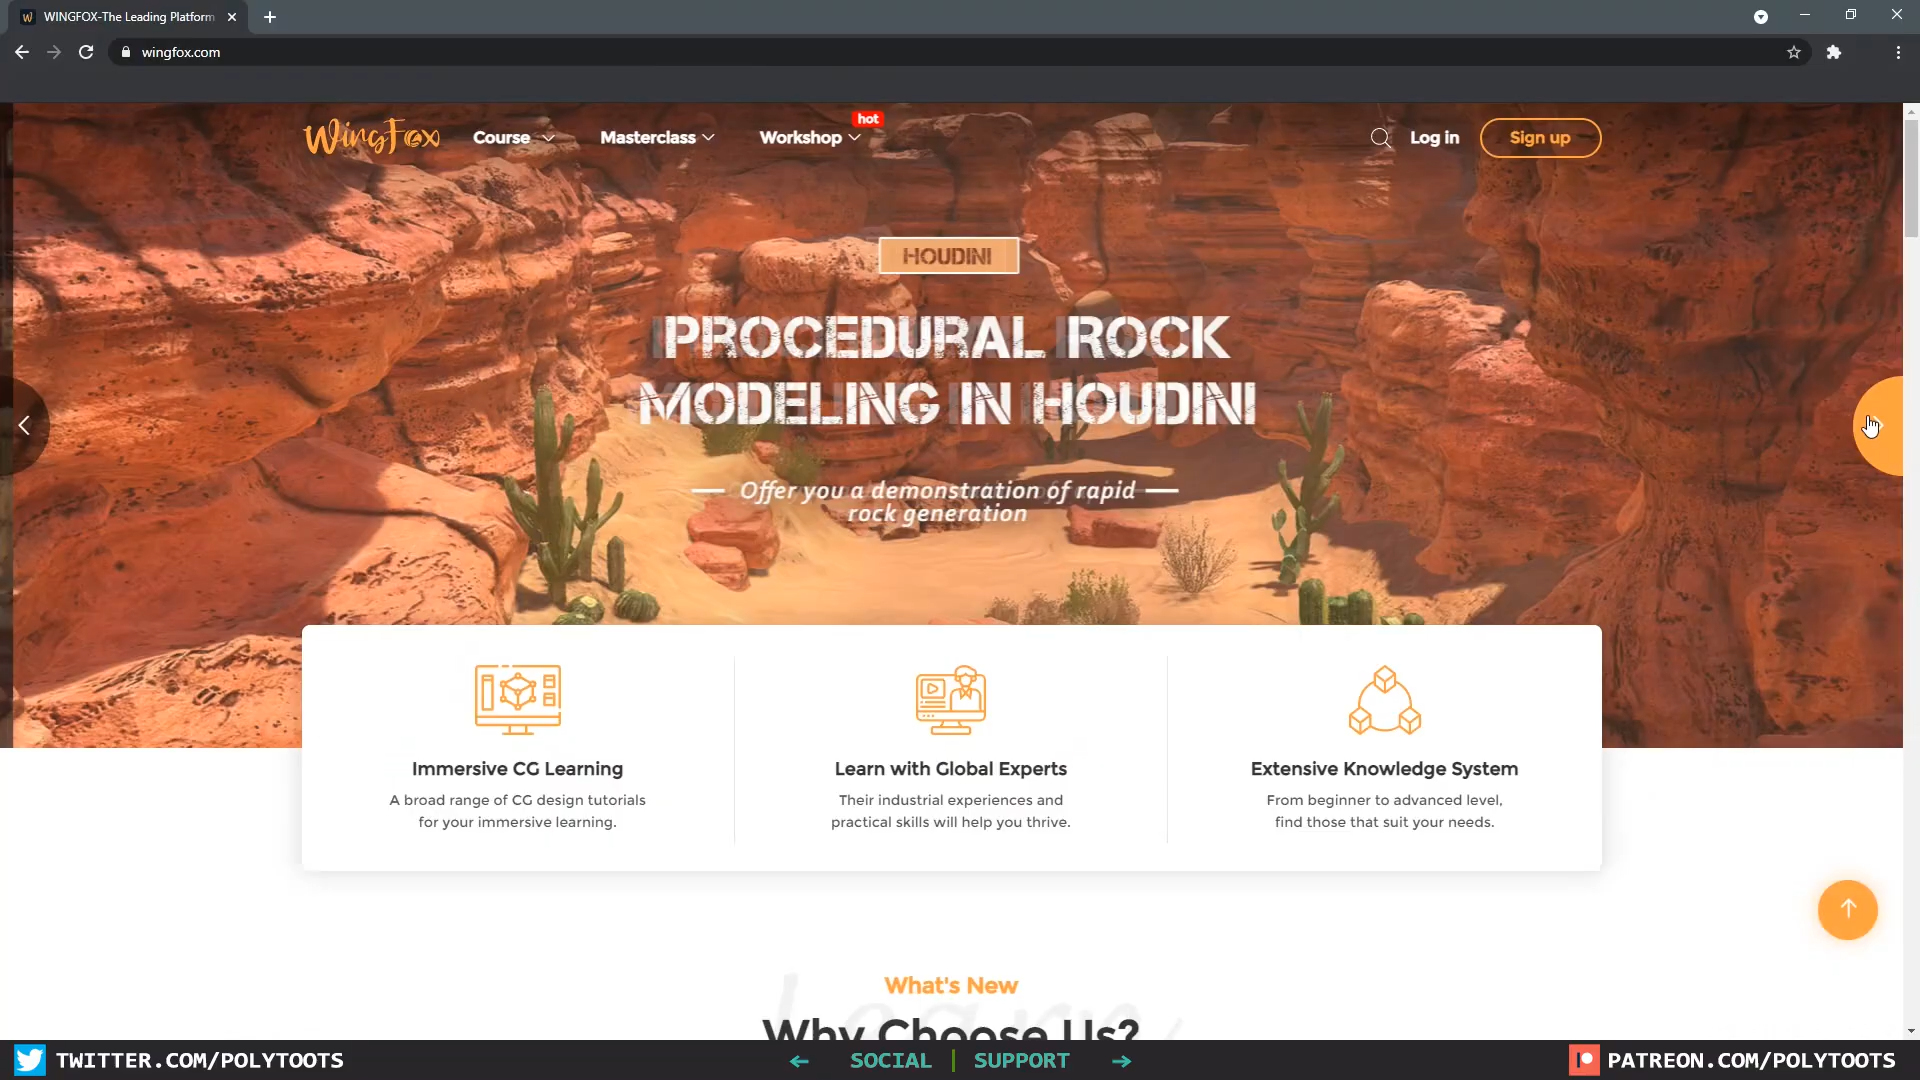 WINGFOX-The Leading Platform
wingfox.com
WingFox
Course
Masterclass
Workshop
hot
Log in
Sign up
HOUDINI
PROCEDURAL ROCK
MODELING IN HOUDINI
Offer you a demonstration of rapid
rock generation
Immersive CG Learning
A broad range of CG design tutorials
for your immersive learning.
Learn with Global Experts
Their industrial experiences and
practical skills will help you thrive.
Extensive Knowledge System
From beginner to advanced level,
find those that suit your needs.
What's New
Learn
Why Choose Us?
TWITTER.COM/POLYTOOTS
SOCIAL | SUPPORT
PATREON.COM/POLYTOOTS